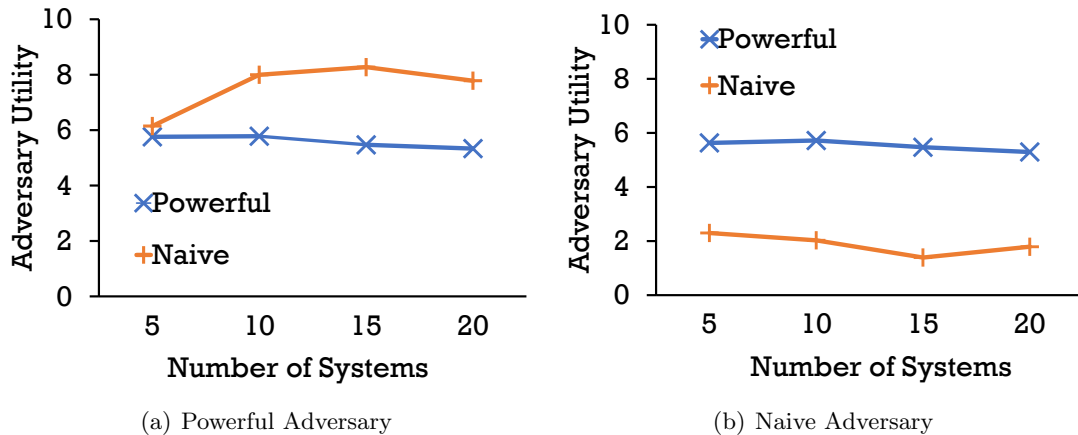 10
8
6
4
2
0
Adversary Utility
Powerful
Naive
5 10 15 20
Number of Systems
(a) Powerful Adversary
10
8
6
4
2
0
Adversary Utility
Powerful
Naive
5 10 15 20
Number of Systems
(b) Naive Adversary